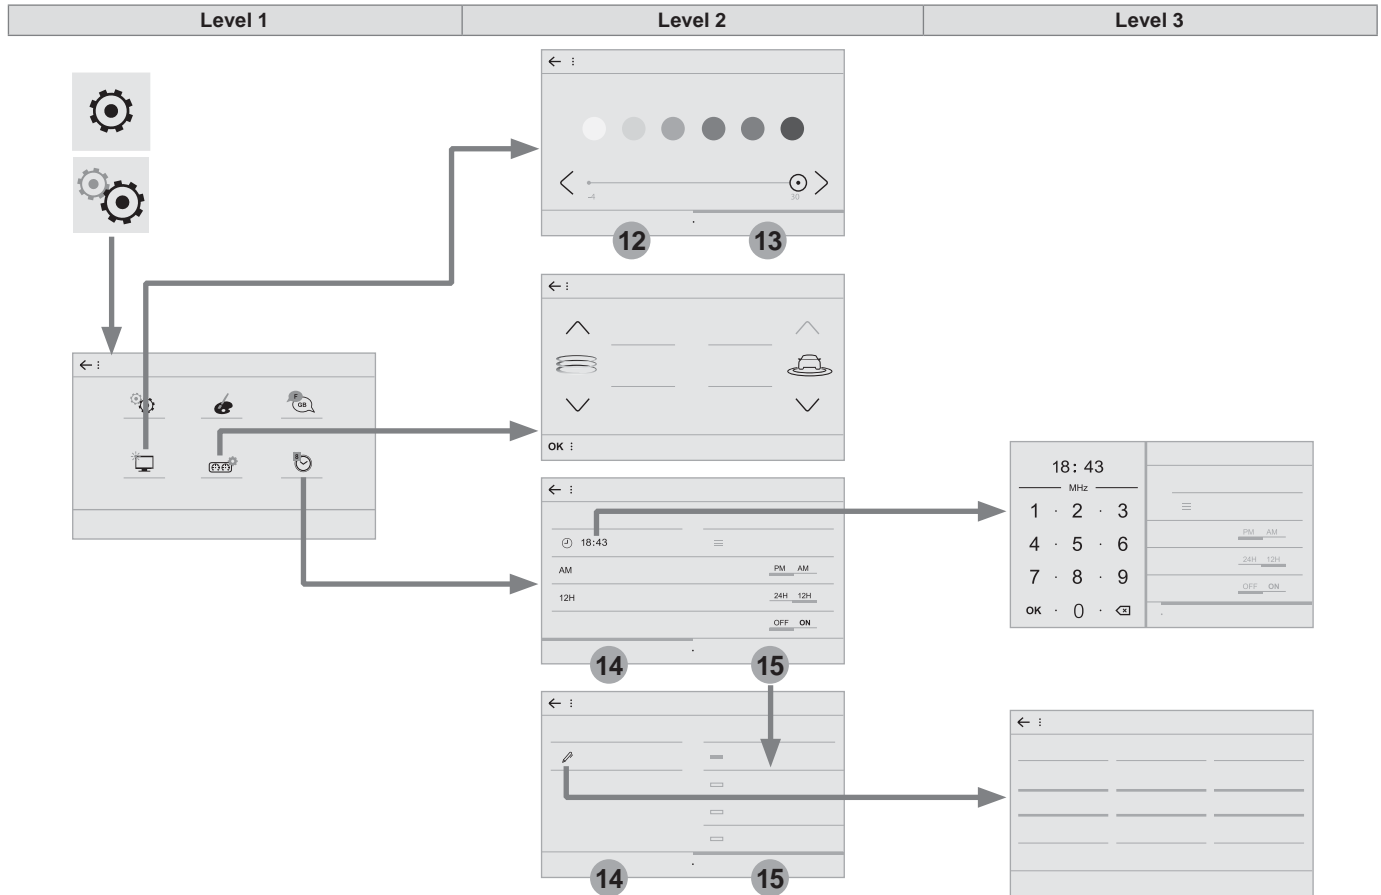 Level 1 Level 2 Level 3
-4 30
12 13
F
GB
OK
8
18:43
AM PM AM
12H 24H 12H
OFF ON
14 15
18: 43
MHz
1 · 2 · 3
4 · 5 · 6
7 · 8 · 9
OK · 0 ·
PM AM
24H 12H
OFF ON
14 15